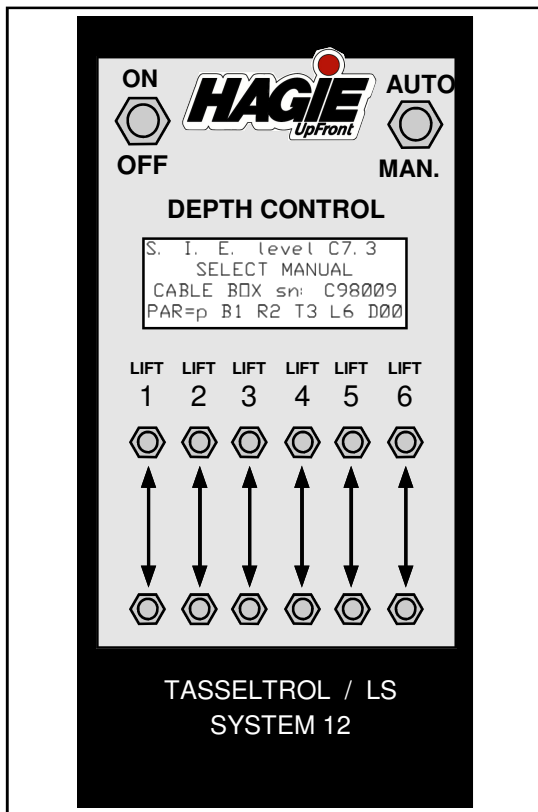 ON
OFF
HAGIE
UpFront
AUTO
MAN.
DEPTH CONTROL
S. I. E. level C7.3
SELECT MANUAL
CABLE BOX sn: C98009
PAR=p B1 R2 T3 L6 D00
LIFT LIFT LIFT LIFT LIFT LIFT
1 2 3 4 5 6
TASSELTROL / LS
SYSTEM 12